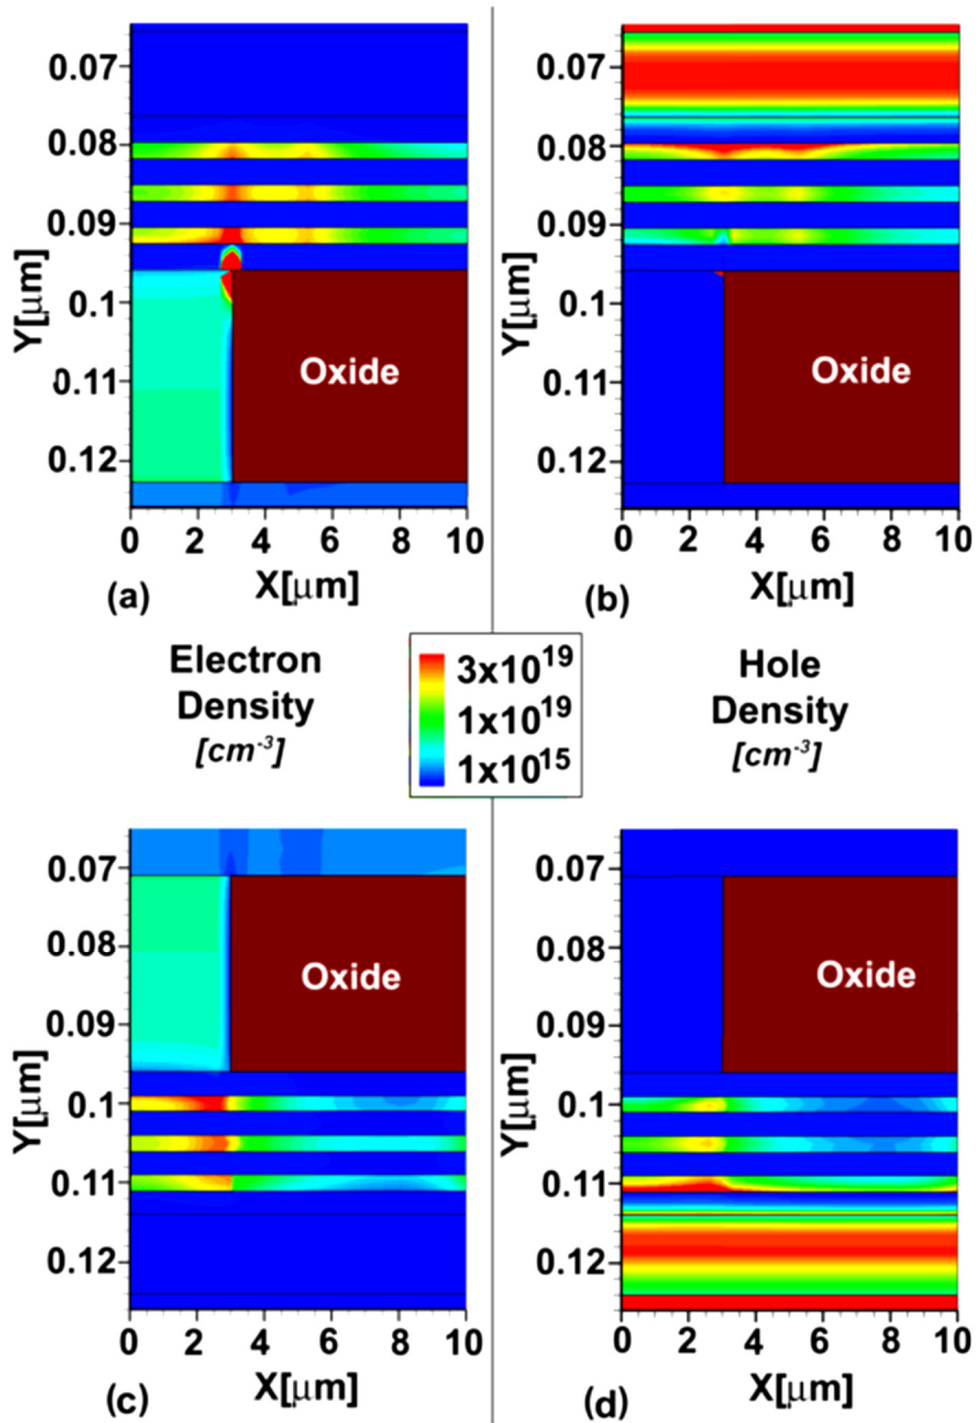 0.07
0.08
0.09
0.1
0.11
0.12
Y[μm]
Oxide
0 2 4 6 8 10
X[μm]
(a)
0.07
0.08
0.09
0.1
0.11
0.12
Y[μm]
Oxide
0 2 4 6 8 10
X[μm]
(b)
Electron
Density
[cm⁻³]
3x10¹⁹
1x10¹⁹
1x10¹⁵
Hole
Density
[cm⁻³]
0.07
0.08
0.09
0.1
0.11
0.12
Y[μm]
Oxide
0 2 4 6 8 10
X[μm]
(c)
0.07
0.08
0.09
0.1
0.11
0.12
Y[μm]
Oxide
0 2 4 6 8 10
X[μm]
(d)